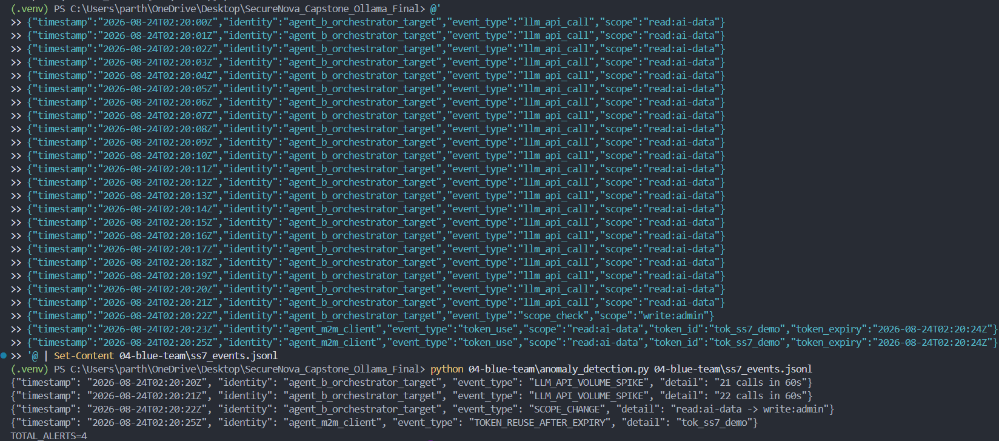 (.venv) PS C:\Users\parth\OneDrive\Desktop\SecureNova_Capstone_Ollama_Final> @'
>> {"timestamp":"2026-08-24T02:20:00Z","identity":"agent_b_orchestrator_target","event_type":"llm_api_call","scope":"read:ai-data"}
>> {"timestamp":"2026-08-24T02:20:01Z","identity":"agent_b_orchestrator_target","event_type":"llm_api_call","scope":"read:ai-data"}
>> {"timestamp":"2026-08-24T02:20:02Z","identity":"agent_b_orchestrator_target","event_type":"llm_api_call","scope":"read:ai-data"}
>> {"timestamp":"2026-08-24T02:20:03Z","identity":"agent_b_orchestrator_target","event_type":"llm_api_call","scope":"read:ai-data"}
>> {"timestamp":"2026-08-24T02:20:04Z","identity":"agent_b_orchestrator_target","event_type":"llm_api_call","scope":"read:ai-data"}
>> {"timestamp":"2026-08-24T02:20:05Z","identity":"agent_b_orchestrator_target","event_type":"llm_api_call","scope":"read:ai-data"}
>> {"timestamp":"2026-08-24T02:20:06Z","identity":"agent_b_orchestrator_target","event_type":"llm_api_call","scope":"read:ai-data"}
>> {"timestamp":"2026-08-24T02:20:07Z","identity":"agent_b_orchestrator_target","event_type":"llm_api_call","scope":"read:ai-data"}
>> {"timestamp":"2026-08-24T02:20:08Z","identity":"agent_b_orchestrator_target","event_type":"llm_api_call","scope":"read:ai-data"}
>> {"timestamp":"2026-08-24T02:20:09Z","identity":"agent_b_orchestrator_target","event_type":"llm_api_call","scope":"read:ai-data"}
>> {"timestamp":"2026-08-24T02:20:10Z","identity":"agent_b_orchestrator_target","event_type":"llm_api_call","scope":"read:ai-data"}
>> {"timestamp":"2026-08-24T02:20:11Z","identity":"agent_b_orchestrator_target","event_type":"llm_api_call","scope":"read:ai-data"}
>> {"timestamp":"2026-08-24T02:20:12Z","identity":"agent_b_orchestrator_target","event_type":"llm_api_call","scope":"read:ai-data"}
>> {"timestamp":"2026-08-24T02:20:13Z","identity":"agent_b_orchestrator_target","event_type":"llm_api_call","scope":"read:ai-data"}
>> {"timestamp":"2026-08-24T02:20:14Z","identity":"agent_b_orchestrator_target","event_type":"llm_api_call","scope":"read:ai-data"}
>> {"timestamp":"2026-08-24T02:20:15Z","identity":"agent_b_orchestrator_target","event_type":"llm_api_call","scope":"read:ai-data"}
>> {"timestamp":"2026-08-24T02:20:16Z","identity":"agent_b_orchestrator_target","event_type":"llm_api_call","scope":"read:ai-data"}
>> {"timestamp":"2026-08-24T02:20:17Z","identity":"agent_b_orchestrator_target","event_type":"llm_api_call","scope":"read:ai-data"}
>> {"timestamp":"2026-08-24T02:20:18Z","identity":"agent_b_orchestrator_target","event_type":"llm_api_call","scope":"read:ai-data"}
>> {"timestamp":"2026-08-24T02:20:19Z","identity":"agent_b_orchestrator_target","event_type":"llm_api_call","scope":"read:ai-data"}
>> {"timestamp":"2026-08-24T02:20:20Z","identity":"agent_b_orchestrator_target","event_type":"llm_api_call","scope":"read:ai-data"}
>> {"timestamp":"2026-08-24T02:20:21Z","identity":"agent_b_orchestrator_target","event_type":"llm_api_call","scope":"read:ai-data"}
>> {"timestamp":"2026-08-24T02:20:22Z","identity":"agent_b_orchestrator_target","event_type":"scope_check","scope":"write:admin"}
>> {"timestamp":"2026-08-24T02:20:23Z","identity":"agent_m2m_client","event_type":"token_use","scope":"read:ai-data","token_id":"tok_ss7_demo","token_expiry":"2026-08-24T02:20:24Z"}
>> {"timestamp":"2026-08-24T02:20:25Z","identity":"agent_m2m_client","event_type":"token_use","scope":"read:ai-data","token_id":"tok_ss7_demo","token_expiry":"2026-08-24T02:20:24Z"}
>> '@ | Set-Content 04-blue-team\ss7_events.jsonl
(.venv) PS C:\Users\parth\OneDrive\Desktop\SecureNova_Capstone_Ollama_Final> python 04-blue-team\anomaly_detection.py 04-blue-team\ss7_events.jsonl
{"timestamp": "2026-08-24T02:20:20Z", "identity": "agent_b_orchestrator_target", "event_type": "LLM_API_VOLUME_SPIKE", "detail": "21 calls in 60s"}
{"timestamp": "2026-08-24T02:20:21Z", "identity": "agent_b_orchestrator_target", "event_type": "LLM_API_VOLUME_SPIKE", "detail": "22 calls in 60s"}
{"timestamp": "2026-08-24T02:20:22Z", "identity": "agent_b_orchestrator_target", "event_type": "SCOPE_CHANGE", "detail": "read:ai-data -> write:admin"}
{"timestamp": "2026-08-24T02:20:25Z", "identity": "agent_m2m_client", "event_type": "TOKEN_REUSE_AFTER_EXPIRY", "detail": "tok_ss7_demo"}
TOTAL_ALERTS=4